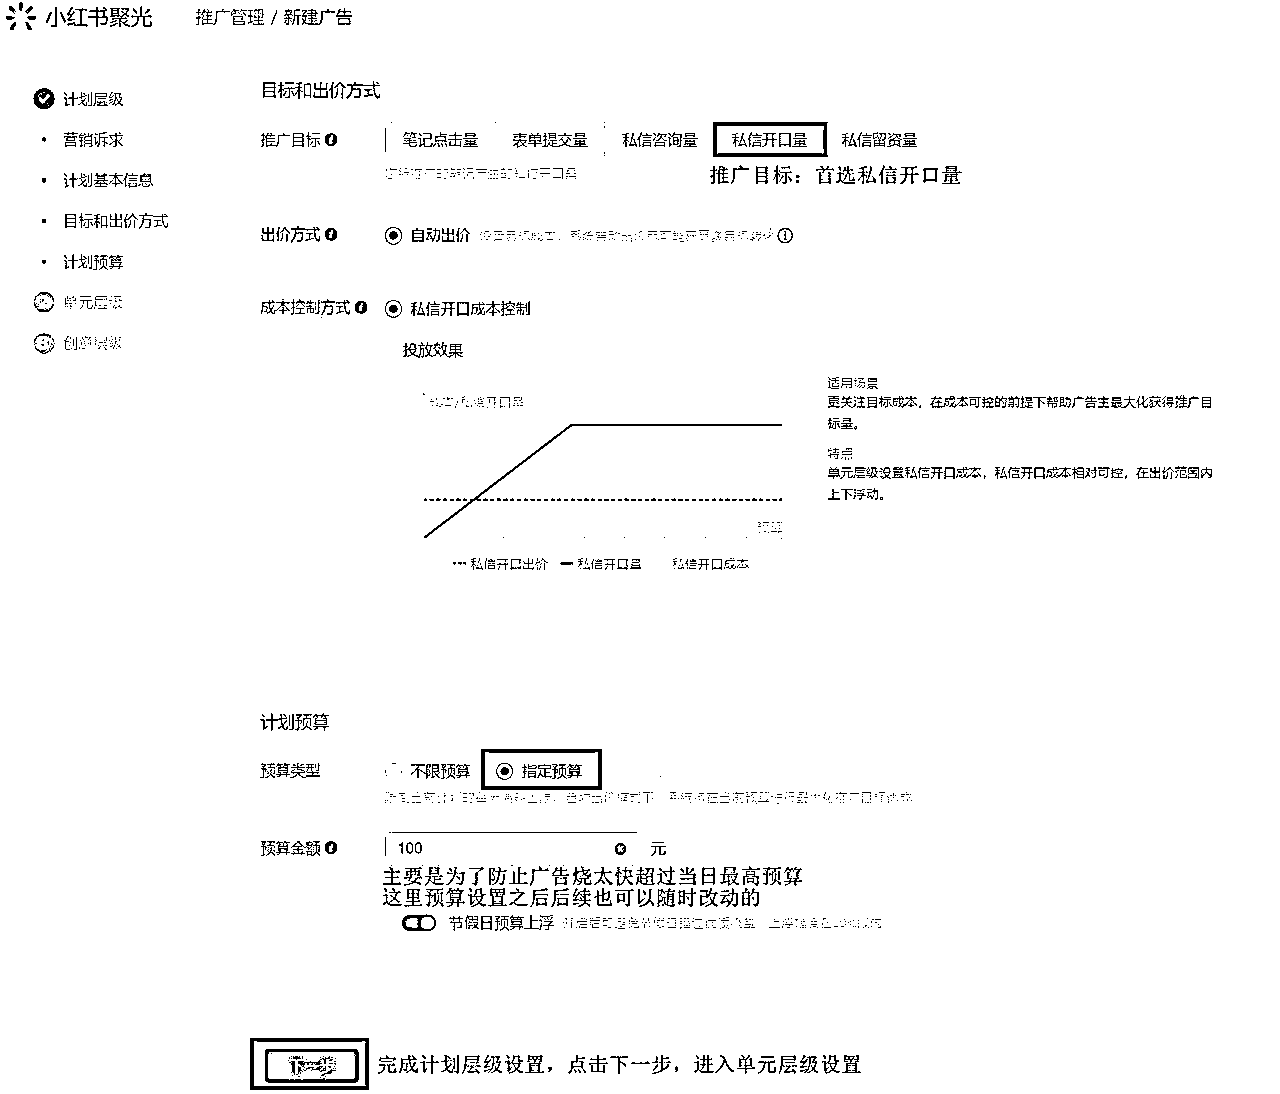 小红书聚光 推广管理 / 新建广告
计划层级
营销诉求
计划基本信息
目标和出价方式
计划预算
单元层级
创意层级
目标和出价方式
推广目标 笔记点击量 表单提交量 私信咨询量 私信开口量 私信留资量
推广目标：首选私信开口量
出价方式 自动出价
成本控制方式 私信开口成本控制
投放效果
适用场景
更关注目标成本，在成本可控的前提下帮助广告主最大化获得推广目
标量。
特点
单元层级设置私信开口成本，私信开口成本相对可控，在出价范围内
上下浮动。
预算
私信开口出价 私信开口量 私信开口成本
计划预算
预算类型 不限预算 指定预算
预算金额 100 元
主要是为了防止广告烧太快超过当日最高预算
这里预算设置之后后续也可以随时改动的
节假日预算上浮
下一步 完成计划层级设置，点击下一步，进入单元层级设置